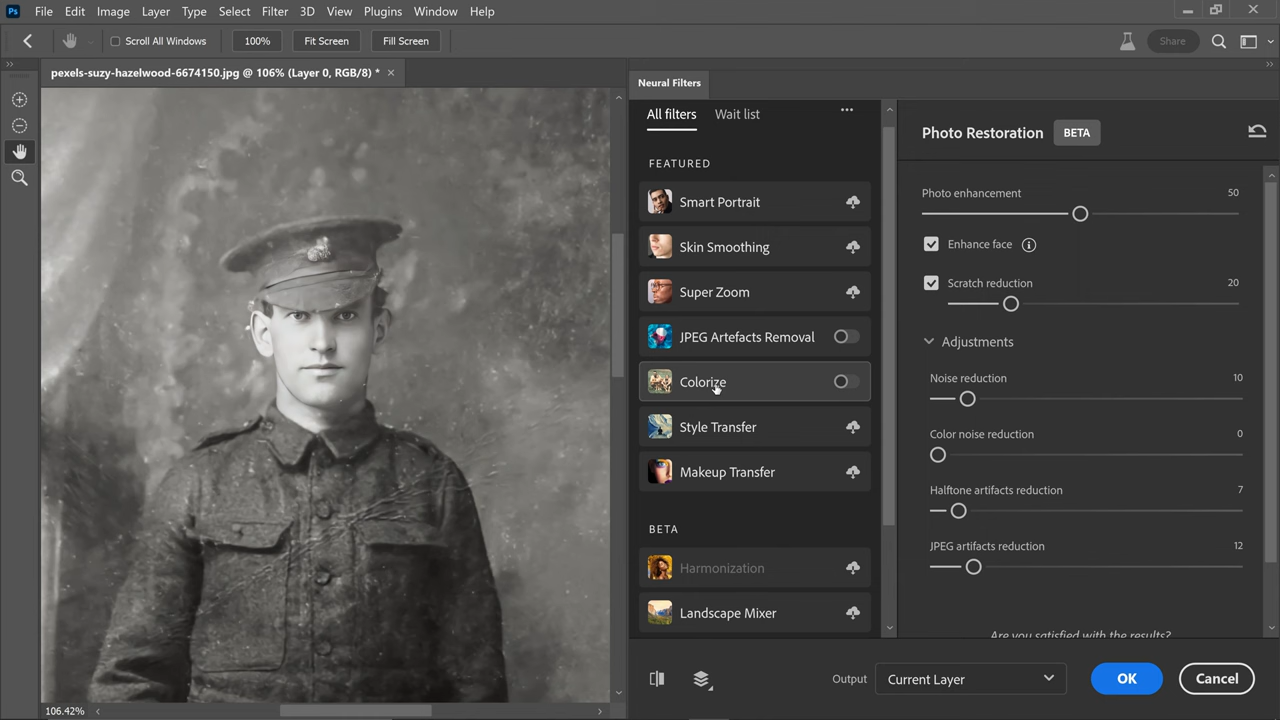 Ps File Edit Image Layer Type Select Filter 3D View Plugins Window Help
Scroll All Windows 100% Fit Screen Fill Screen Share
pexels-suzy-hazelwood-6674150.jpg @ 106% (Layer 0, RGB/8) * ×
Neural Filters
All filters Wait list
FEATURED
Smart Portrait
Skin Smoothing
Super Zoom
JPEG Artefacts Removal
Colorize
Style Transfer
Makeup Transfer
BETA
Harmonization
Landscape Mixer
Photo Restoration BETA
Photo enhancement 50
Enhance face
Scratch reduction 20
Adjustments
Noise reduction 10
Color noise reduction 0
Halftone artifacts reduction 7
JPEG artifacts reduction 12
Are you satisfied with the results?
Output Current Layer OK Cancel
106.42%